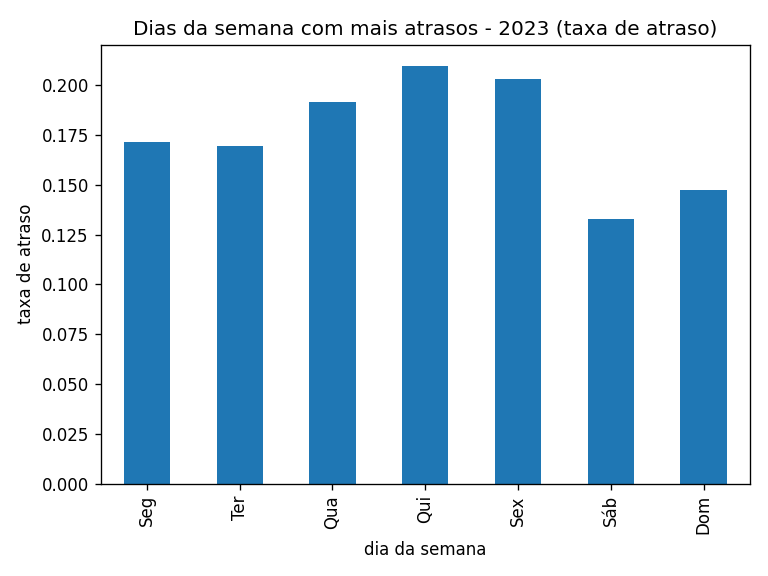 Dias da semana com mais atrasos - 2023 (taxa de atraso)
taxa de atraso
0.200
0.175
0.150
0.125
0.100
0.075
0.050
0.025
0.000
Seg
Ter
Qua
Qui
Sex
Sáb
Dom
dia da semana